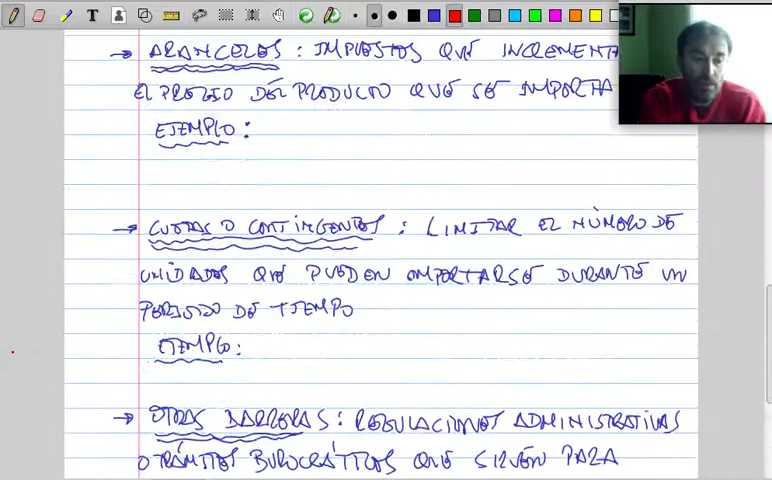 → ARANCELES : IMPUESTOS QUE INCREMENTA
EL PRECIO DEL PRODUCTO QUE SE IMPORTA
EJEMPLO :
→ CUOTAS O CONTINGENTES : LIMITAR EL NÚMERO DE
UNIDADES QUE PUEDEN IMPORTARSE DURANTE UN
PERIODO DE TIEMPO
EJEMPLO :
→ OTRAS BARRERAS : REGULACIONES ADMINISTRATIVAS
O TRÁMITES BUROCRÁTICOS QUE SIRVEN PARA